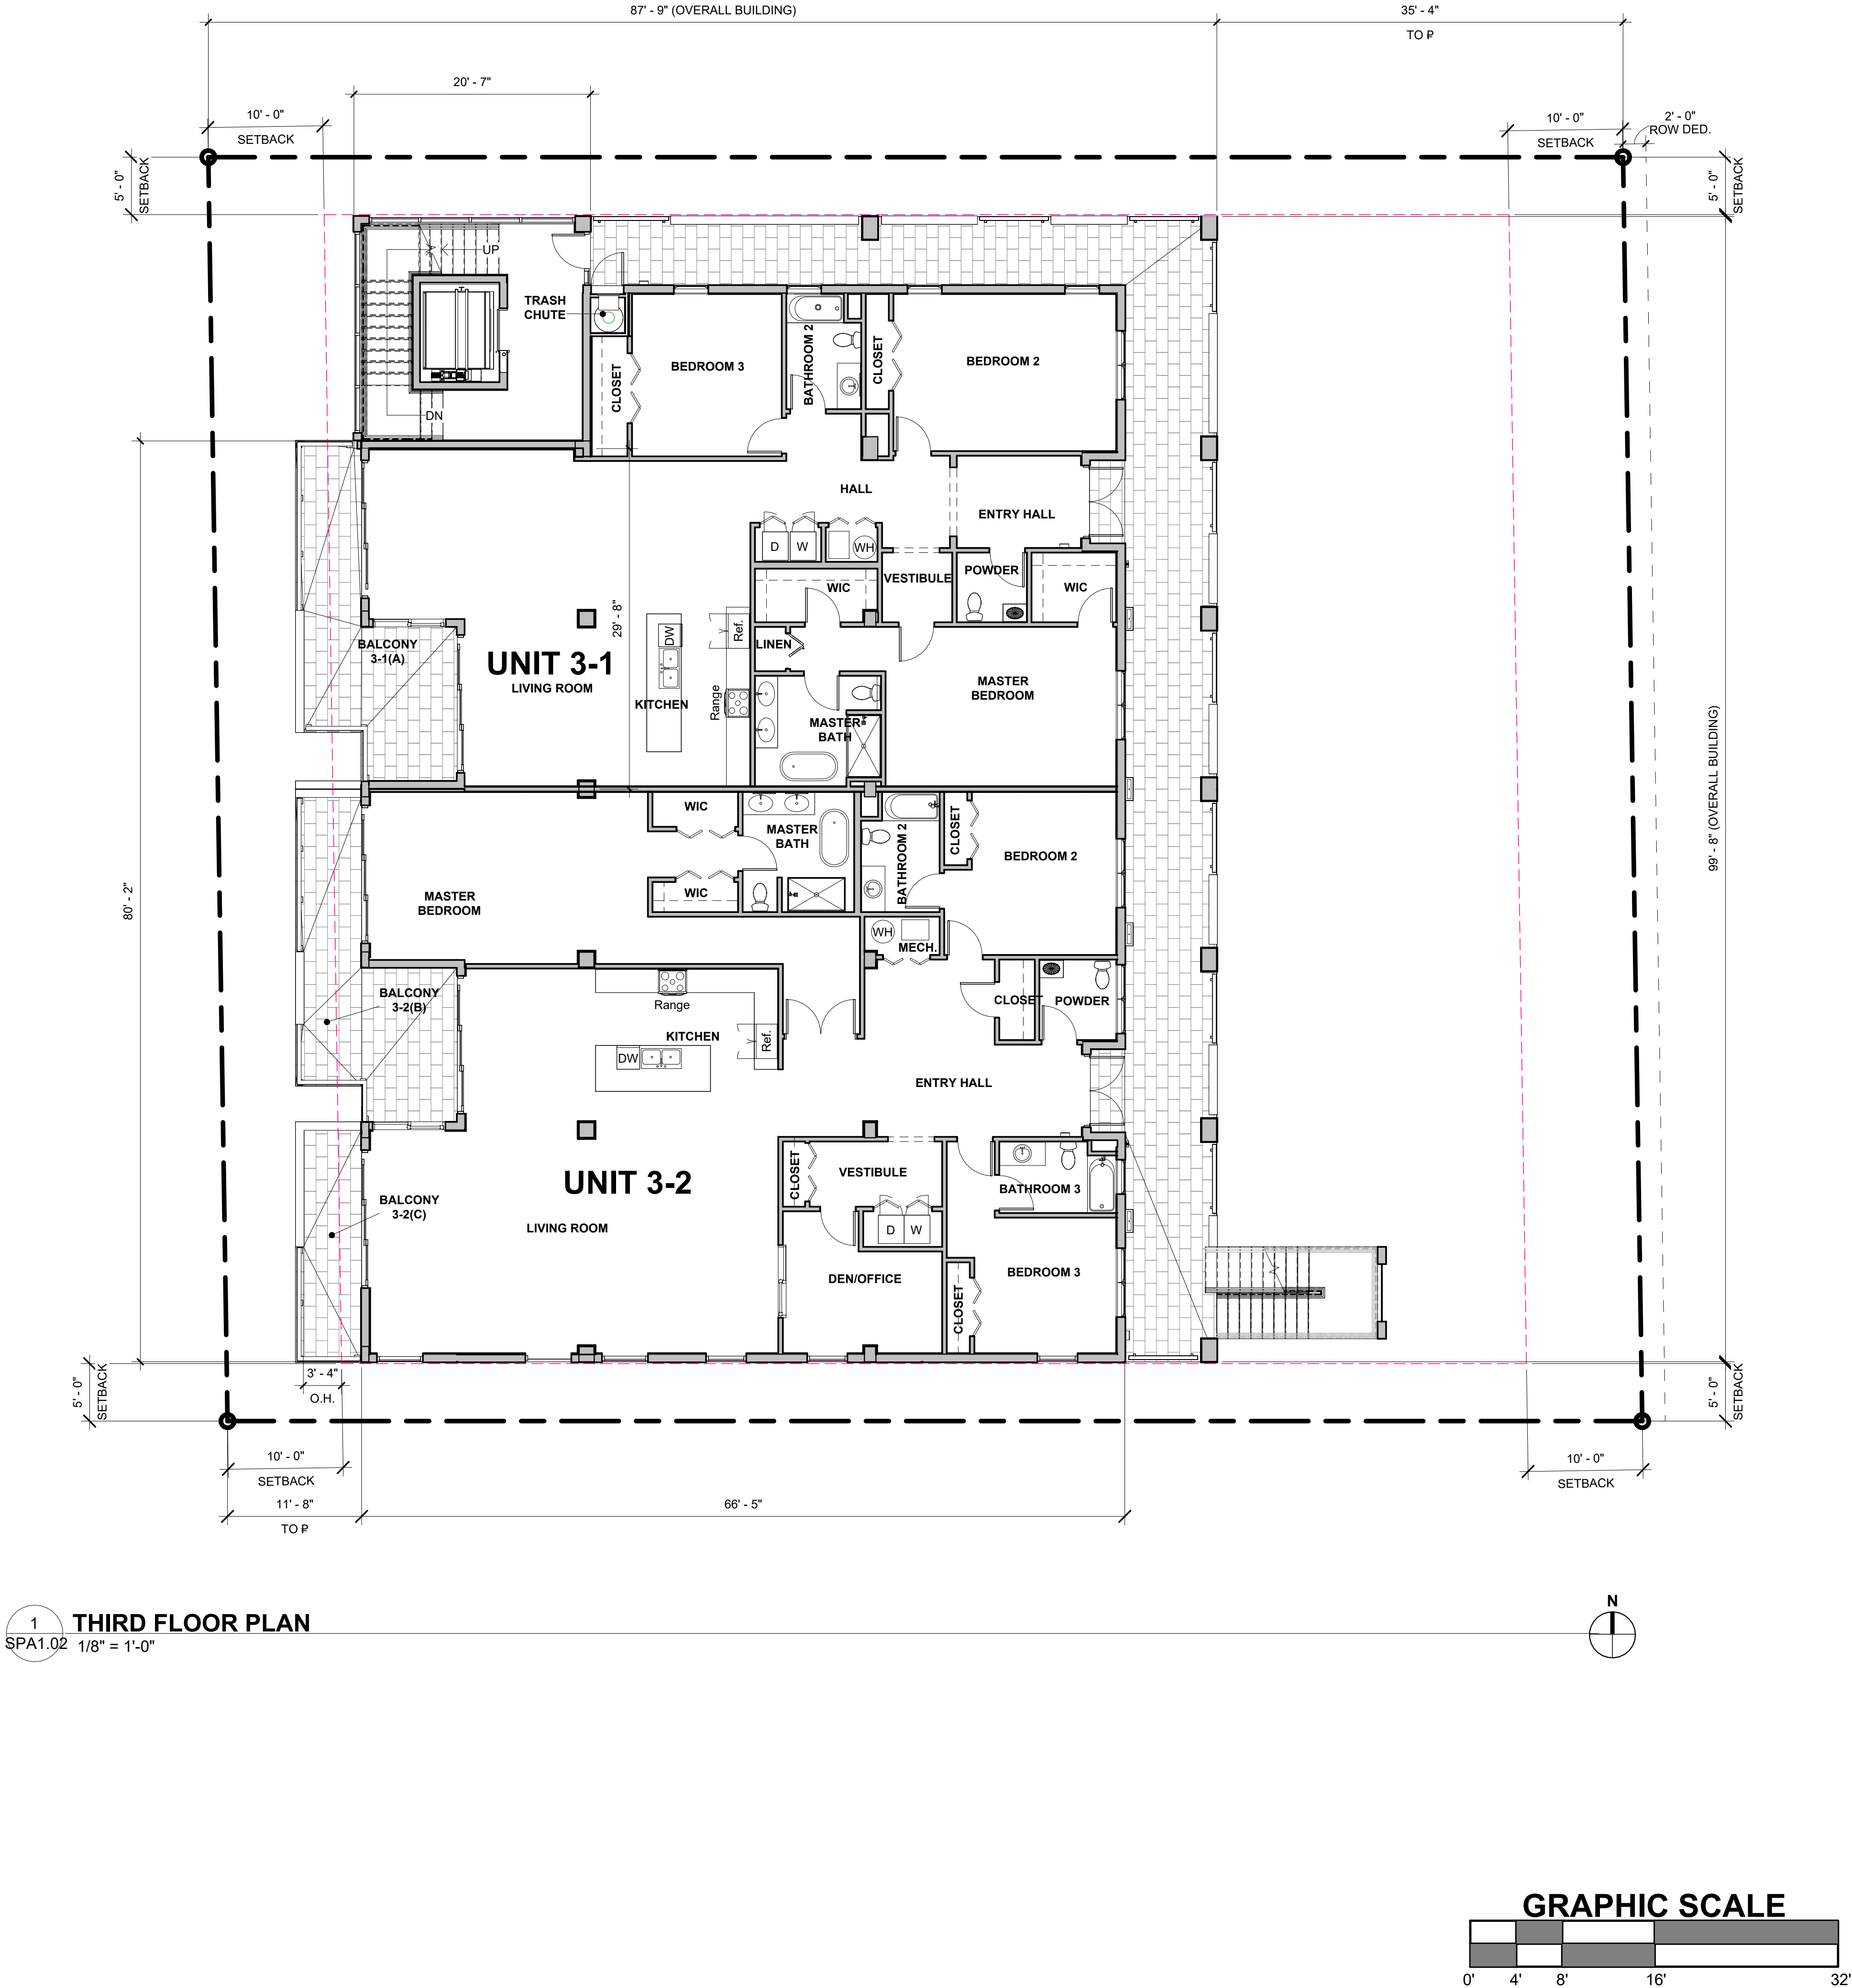 87' - 9" (OVERALL BUILDING)
35' - 4"
TO ⅊
20' - 7"
10' - 0"
SETBACK
10' - 0"
SETBACK
2' - 0"
ROW DED.
5' - 0"
SETBACK
5' - 0"
SETBACK
UP
DN
TRASH
CHUTE
CLOSET
BEDROOM 3
BATHROOM 2
CLOSET
BEDROOM 2
HALL
ENTRY HALL
D
W
WH
VESTIBULE
POWDER
WIC
WIC
LINEN
29' - 8"
DW
Ref.
Range
BALCONY
3-1(A)
UNIT 3-1
LIVING ROOM
KITCHEN
MASTER
BATH
MASTER
BEDROOM
80' - 2"
99' - 8" (OVERALL BUILDING)
WIC
MASTER
BATH
BATHROOM 2
CLOSET
BEDROOM 2
WIC
MASTER
BEDROOM
WH
MECH.
BALCONY
3-2(B)
Range
KITCHEN
Ref.
DW
CLOSET
POWDER
ENTRY HALL
CLOSET
VESTIBULE
UNIT 3-2
LIVING ROOM
BALCONY
3-2(C)
BATHROOM 3
D
W
DEN/OFFICE
CLOSET
BEDROOM 3
5' - 0"
SETBACK
3' - 4"
O.H.
5' - 0"
SETBACK
10' - 0"
SETBACK
10' - 0"
SETBACK
11' - 8"
TO ⅊
66' - 5"
1
SPA1.02
THIRD FLOOR PLAN
1/8" = 1'-0"
N
GRAPHIC SCALE
0'
4'
8'
16'
32'